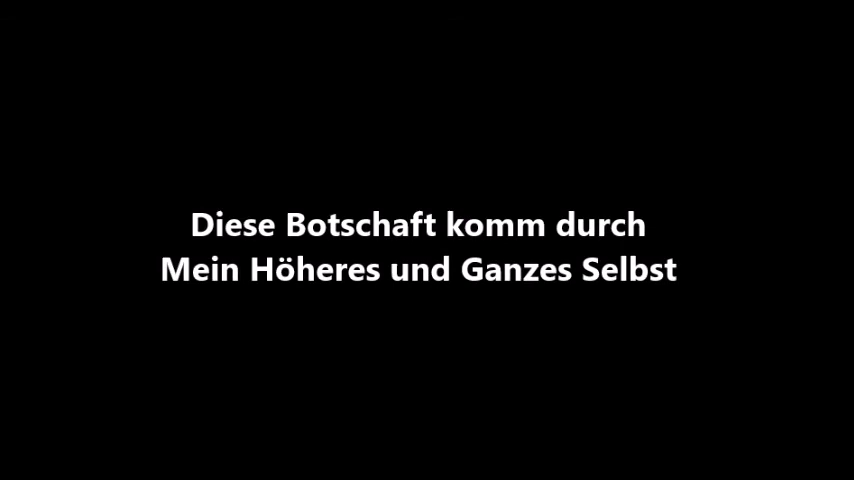 Diese Botschaft komm durch
Mein Höheres und Ganzes Selbst